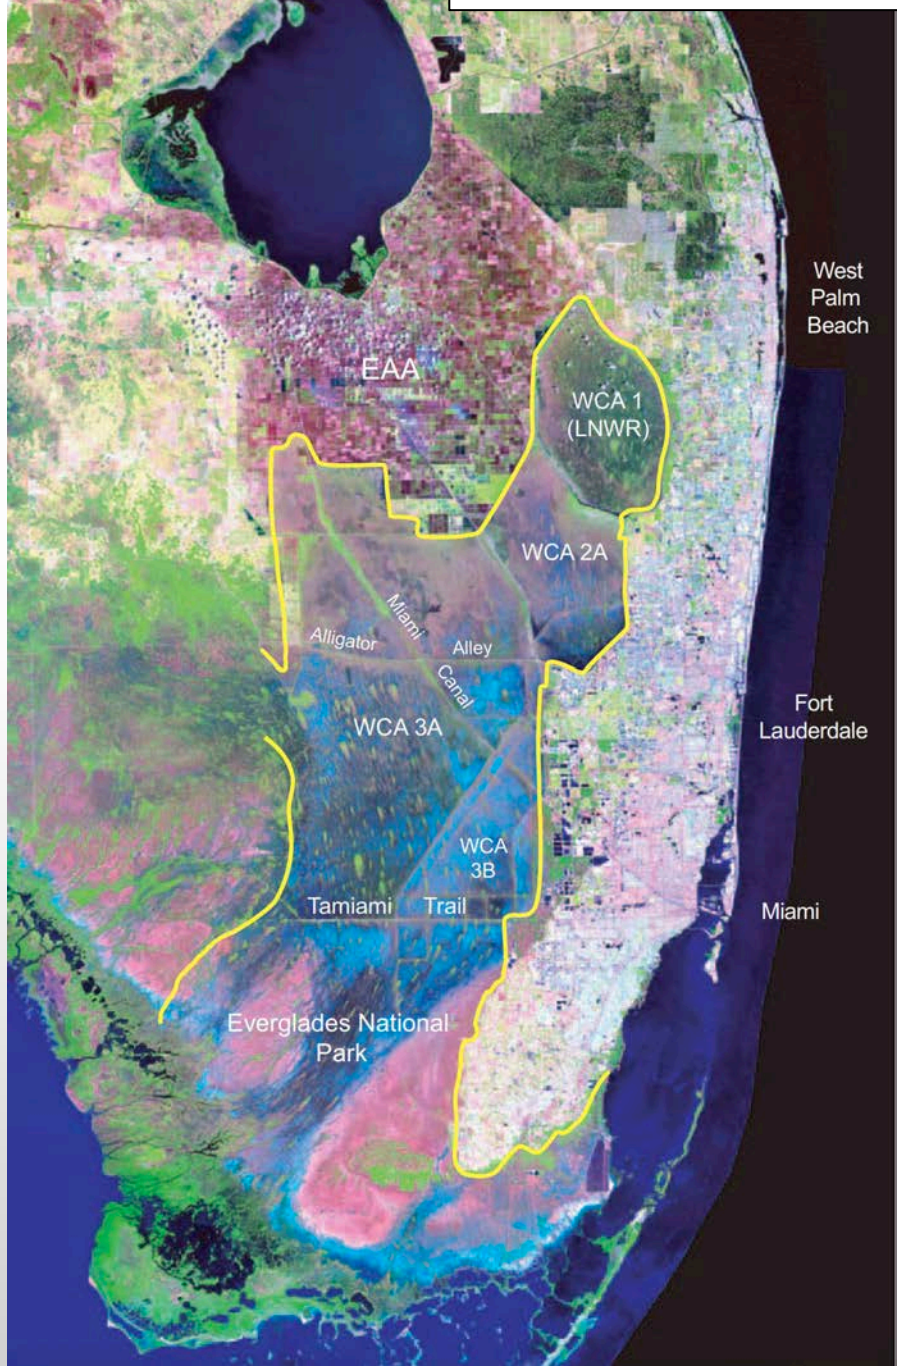 West
Palm
Beach
EAA
WCA 1
(LNWR)
WCA 2A
Miami
Alligator
Alley
Canal
WCA 3A
Fort
Lauderdale
WCA
3B
Tamiami Trail
Miami
Everglades National
Park